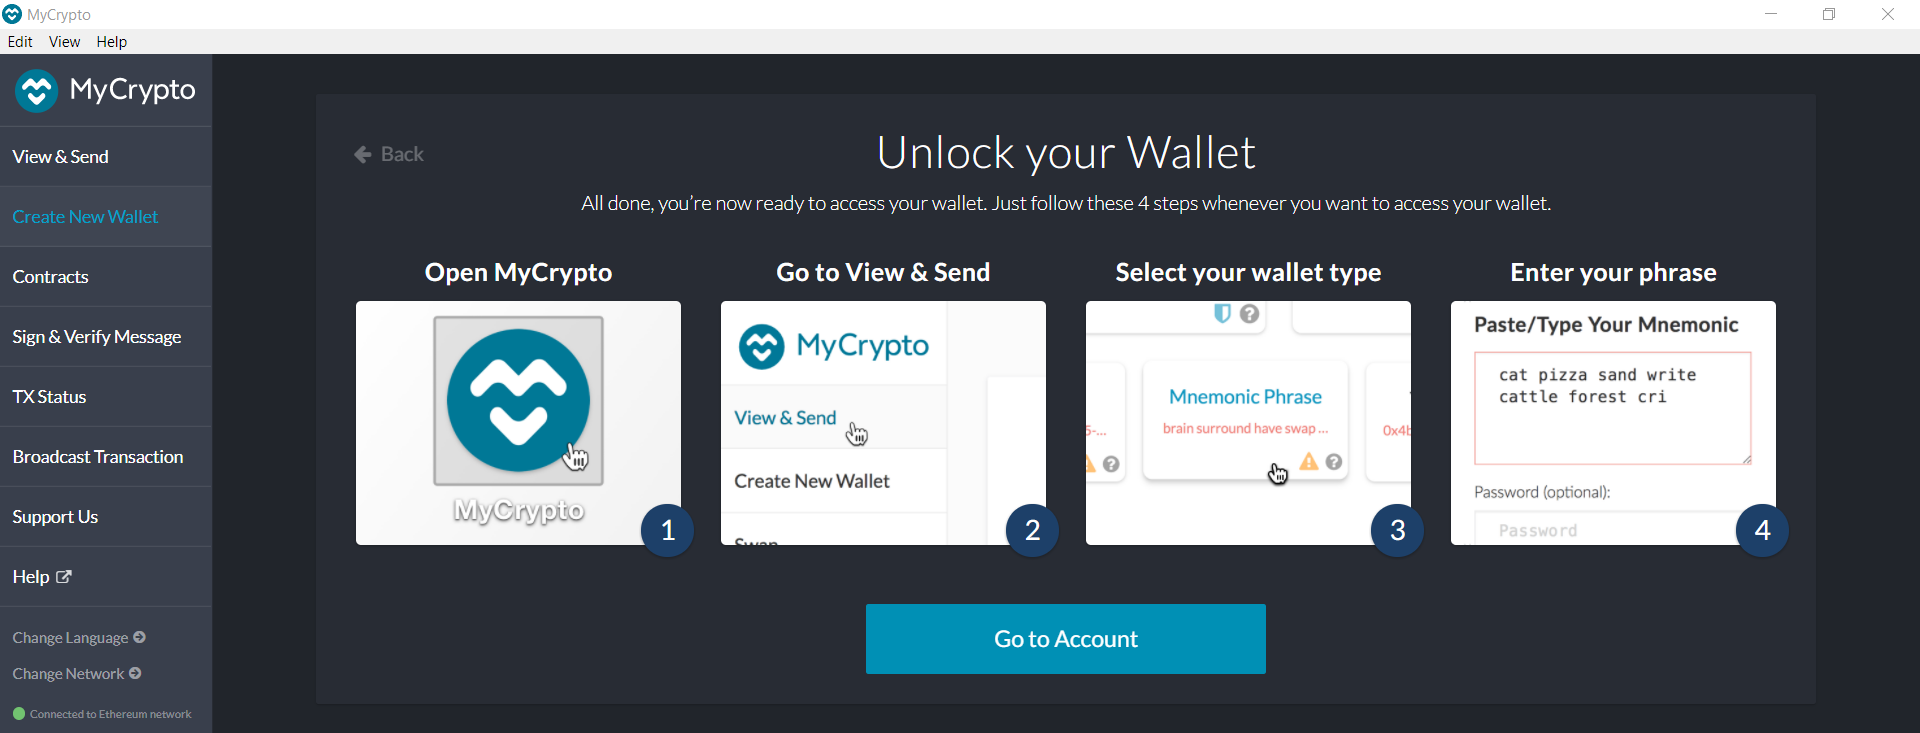 MyCrypto
Edit View Help
MyCrypto
View & Send
Create New Wallet
Contracts
Sign & Verify Message
TX Status
Broadcast Transaction
Support Us
Help
Change Language
Change Network
Connected to Ethereum network
Back
Unlock your Wallet
All done, you're now ready to access your wallet. Just follow these 4 steps whenever you want to access your wallet.
Open MyCrypto
MyCrypto
1
Go to View & Send
MyCrypto
View & Send
Create New Wallet
Swap
2
Select your wallet type
Mnemonic Phrase
brain surround have swap ...
5-...
0x4b
3
Enter your phrase
Paste/Type Your Mnemonic
cat pizza sand write
cattle forest cri
Password (optional):
Password
4
Go to Account